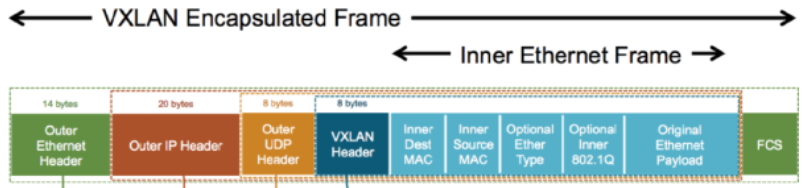 VXLAN Encapsulated Frame
Inner Ethernet Frame
14 bytes
20 bytes
8 bytes
8 bytes
Outer
Ethernet
Header
Outer IP Header
Outer
UDP
Header
VXLAN
Header
Inner
Dest
MAC
Inner
Source
MAC
Optional
Ether
Type
Optional
Inner
802.1Q
Original
Ethernet
Payload
FCS